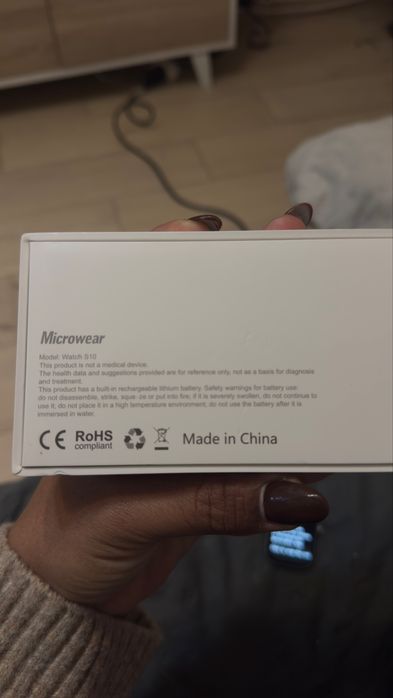 Microwear
Model: Watch S10
This product is not a medical device.
The health data and suggestions provided are for reference only, not as a basis for diagnosis
and treatment.
This product has a built-in rechargeable lithium battery. Safety warnings for battery use:
do not disassemble, strike, sque ze or put into fire; if it is severely swollen, do not continue to
use it; do not place it in a high temperature environment; do not use the battery after it is
immersed in water.
CE RoHS
compliant
Made in China